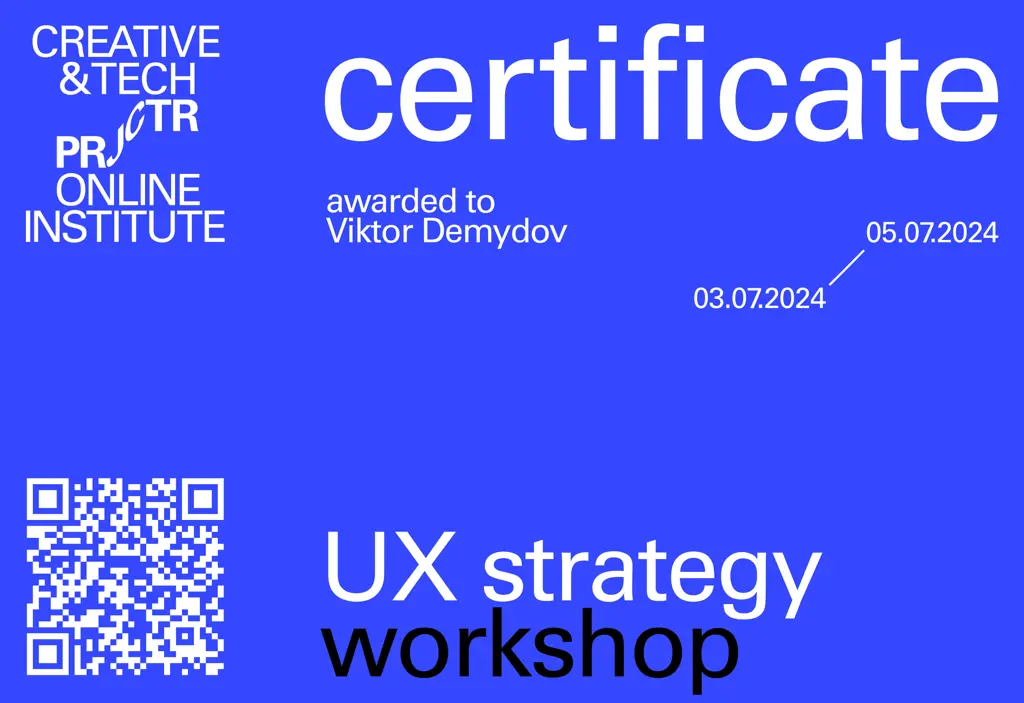 CREATIVE
&TECH
PRJCTR
ONLINE
INSTITUTE
certificate
awarded to
Viktor Demydov
05.07.2024
03.07.2024
UX strategy
workshop